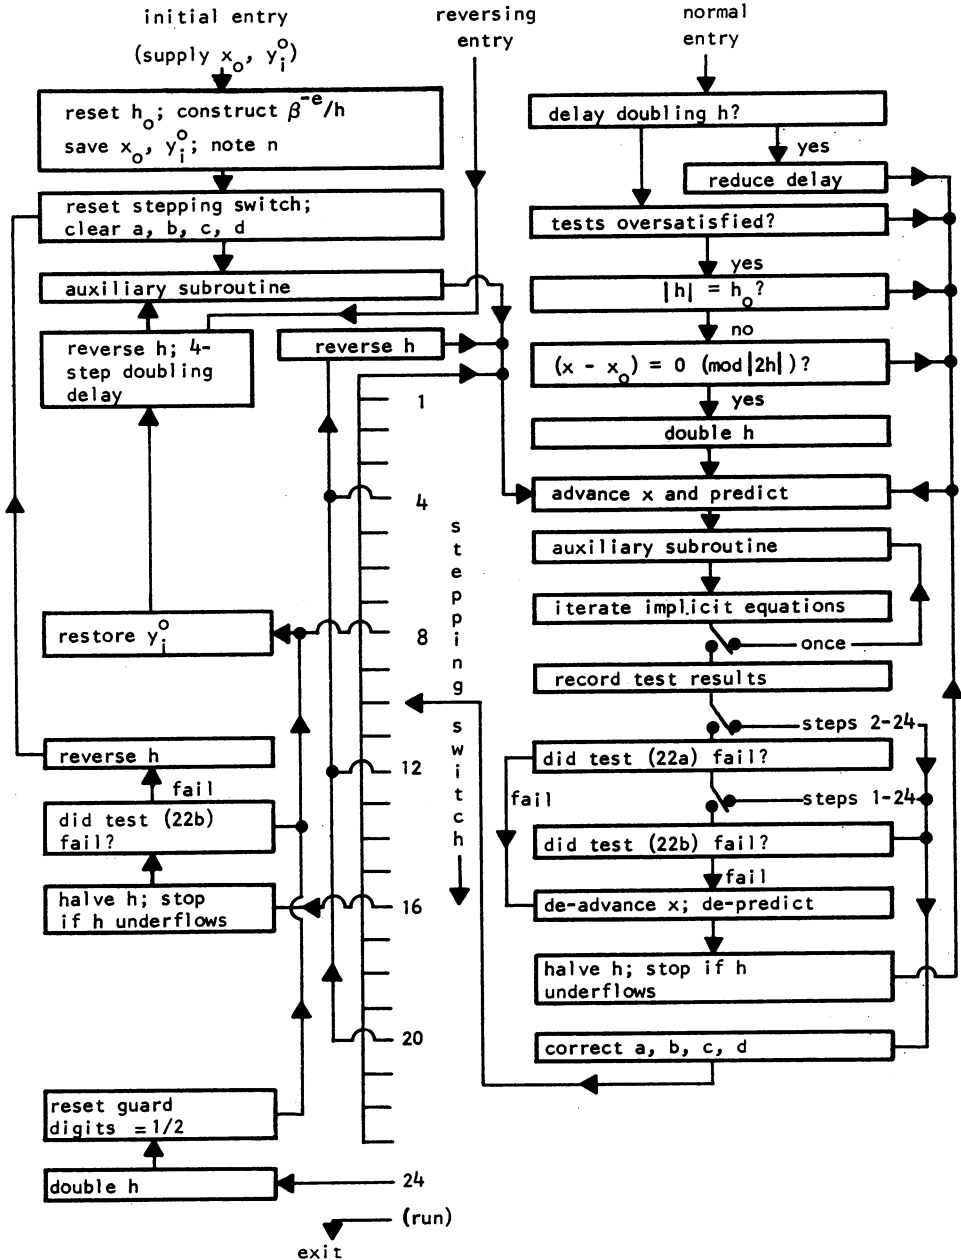 initial entry
(supply x_o, y_i^o)
reversing
entry
normal
entry
reset h_o; construct β^-e/h
save x_o, y_i^o; note n
delay doubling h?
yes
reduce delay
reset stepping switch;
clear a, b, c, d
tests oversatisfied?
yes
auxiliary subroutine
|h| = h_o?
no
reverse h; 4-
step doubling
delay
reverse h
(x - x_o) = 0 (mod|2h|)?
yes
1
double h
4
advance x and predict
stepping switch
auxiliary subroutine
iterate implicit equations
restore y_i^o
8
once
record test results
steps 2-24
reverse h
12
did test (22a) fail?
fail
fail
steps 1-24
did test (22b)
fail?
did test (22b) fail?
fail
halve h; stop
if h underflows
16
de-advance x; de-predict
halve h; stop if h
underflows
20
correct a, b, c, d
reset guard
digits =1/2
double h
24
(run)
exit